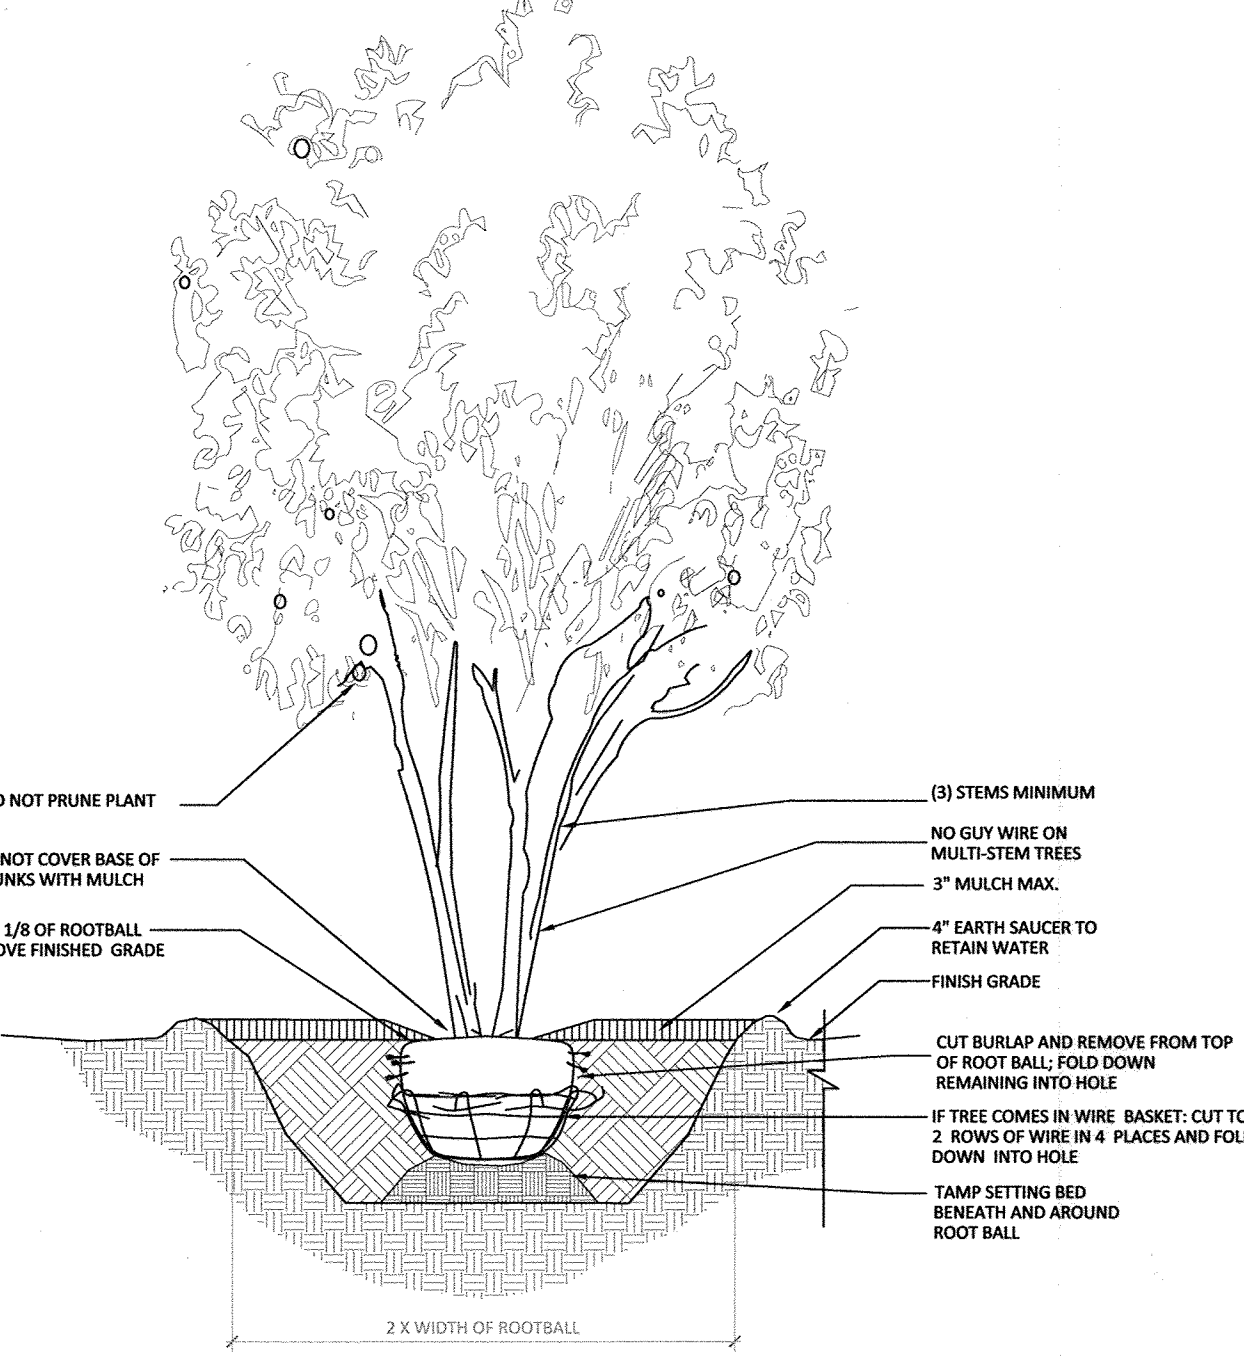 NOT PRUNE PLANT
NOT COVER BASE OF
WITH MULCH
1/8 OF ROOTBALL
FINISHED GRADE
(3) STEMS MINIMUM
NO GUY WIRE ON
MULTI-STEM TREES
3" MULCH MAX.
4" EARTH SAUCER TO
RETAIN WATER
FINISH GRADE
CUT BURLAP AND REMOVE FROM TOP
OF ROOT BALL; FOLD DOWN
REMAINING INTO HOLE
IF TREE COMES IN WIRE BASKET: CUT
2 ROWS OF WIRE IN 4 PLACES AND
DOWN INTO HOLE
TAMP SETTING BED
BENEATH AND AROUND
ROOT BALL
2 X WIDTH OF ROOTBALL